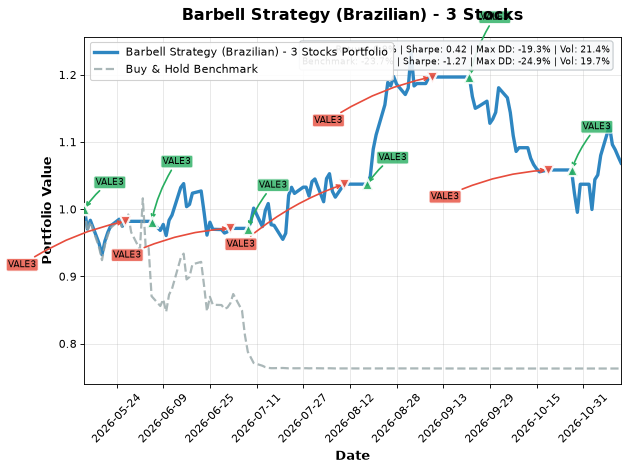 Barbell Strategy (Brazilian) - 3 Stocks
VALE3
Barbell Strategy (Brazilian) - 3 Stocks Portfolio
Buy & Hold Benchmark
| Sharpe: 0.42 | Max DD: -19.3% | Vol: 21.4%
Benchmark: -23.7% | Sharpe: -1.27 | Max DD: -24.9% | Vol: 19.7%
VALE3
VALE3
VALE3
VALE3
VALE3
VALE3
VALE3
VALE3
VALE3
VALE3
VALE3
Portfolio Value
1.2
1.1
1.0
0.9
0.8
2026-05-24
2026-06-09
2026-06-25
2026-07-11
2026-07-27
2026-08-12
2026-08-28
2026-09-13
2026-09-29
2026-10-15
2026-10-31
Date